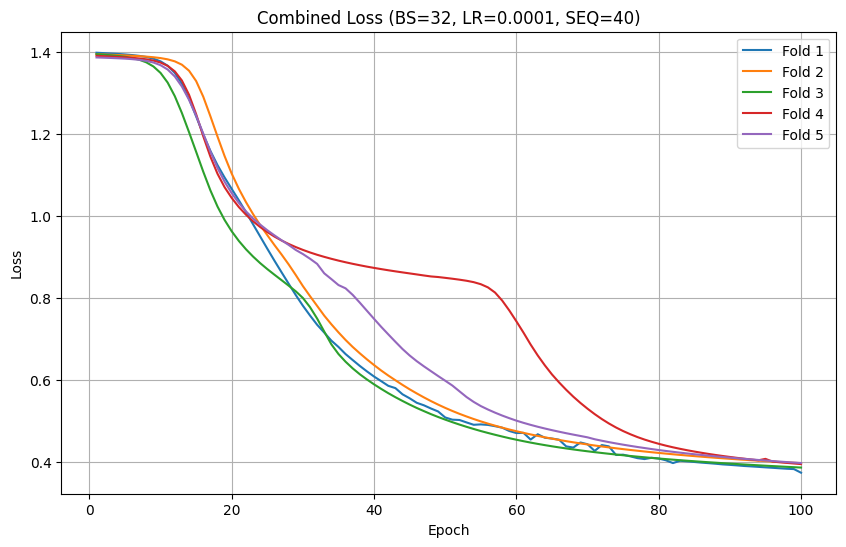 Combined Loss (BS=32, LR=0.0001, SEQ=40)
Fold 1
Fold 2
Fold 3
Fold 4
Fold 5
Loss
1.4
1.2
1.0
0.8
0.6
0.4
0
20
40
60
80
100
Epoch